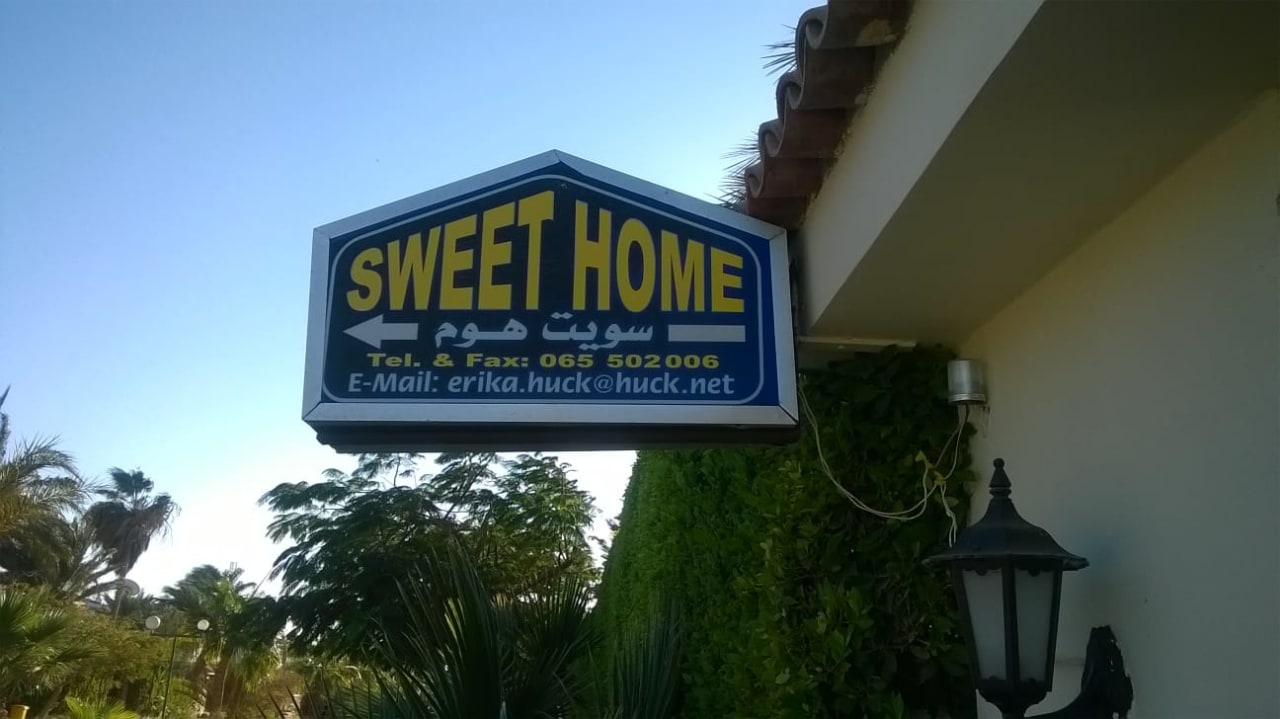 SWEET HOME
سويت هوم
Tel. & Fax: 065 502006
E-Mail: erika.huck@huck.net